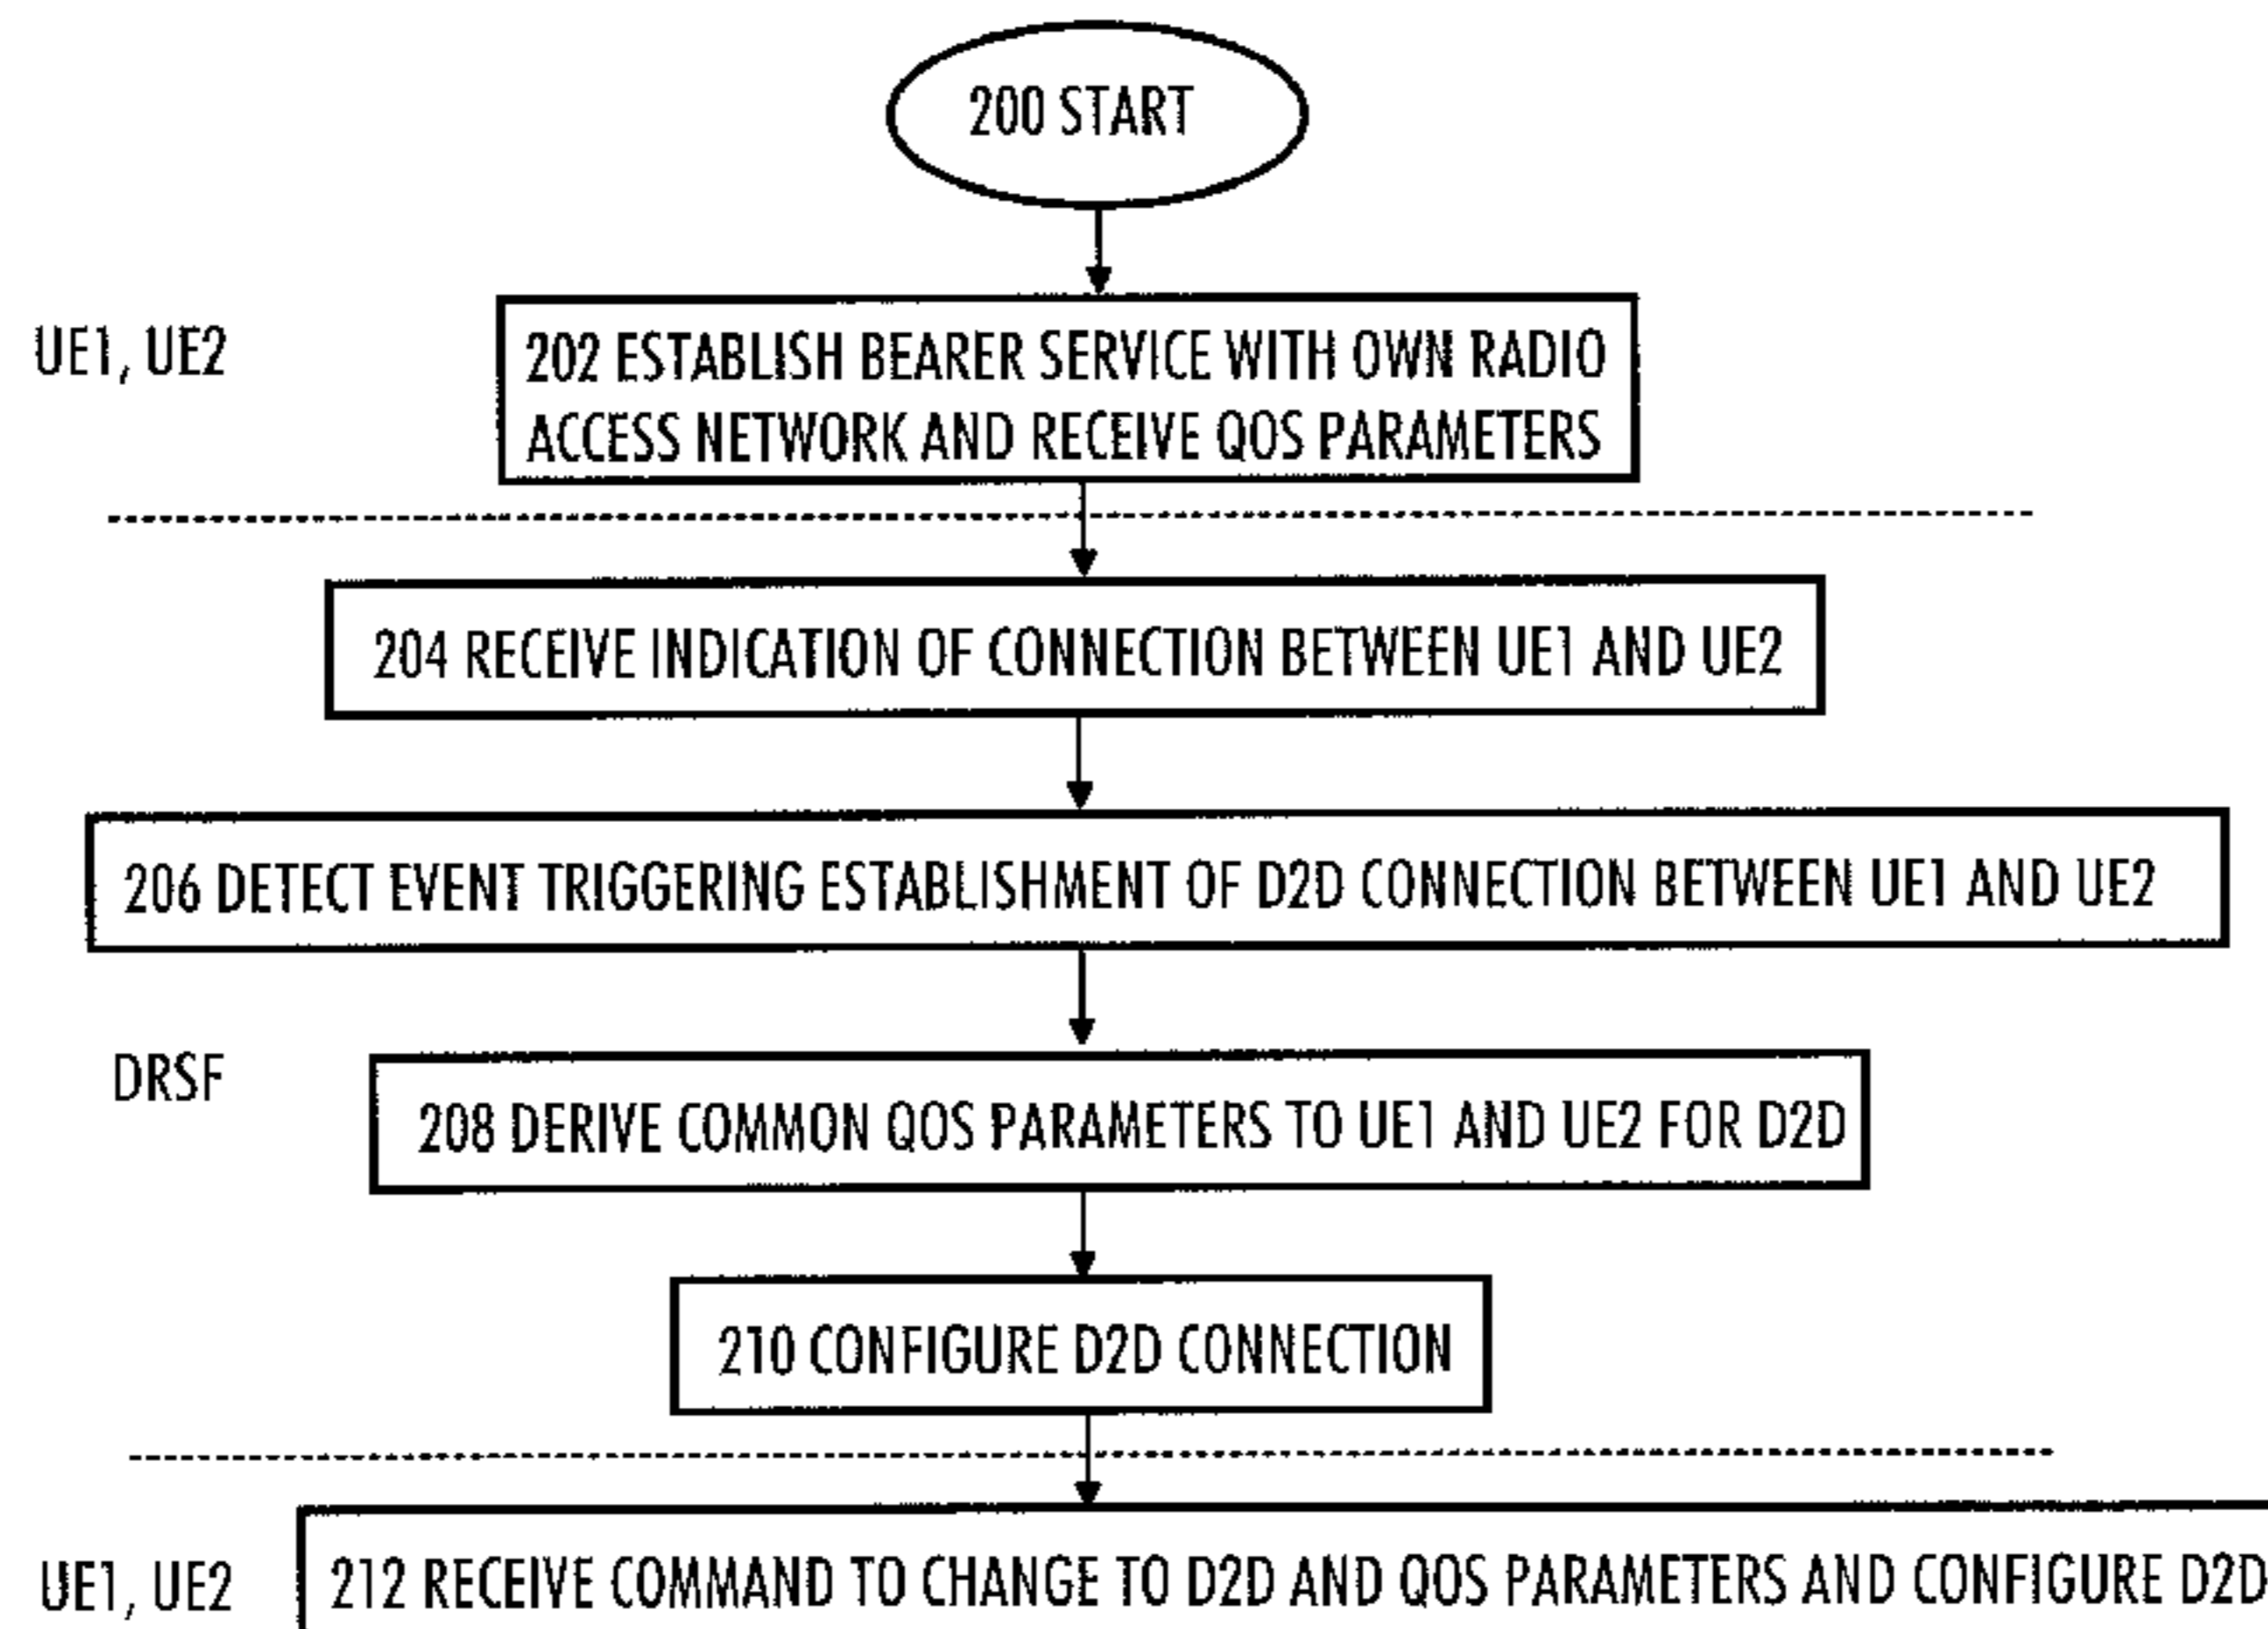 200 START
UE1, UE2
202 ESTABLISH BEARER SERVICE WITH OWN RADIO
ACCESS NETWORK AND RECEIVE QOS PARAMETERS
204 RECEIVE INDICATION OF CONNECTION BETWEEN UE1 AND UE2
206 DETECT EVENT TRIGGERING ESTABLISHMENT OF D2D CONNECTION BETWEEN UE1 AND UE2
DRSF
208 DERIVE COMMON QOS PARAMETERS TO UE1 AND UE2 FOR D2D
210 CONFIGURE D2D CONNECTION
UE1, UE2
212 RECEIVE COMMAND TO CHANGE TO D2D AND QOS PARAMETERS AND CONFIGURE D2D